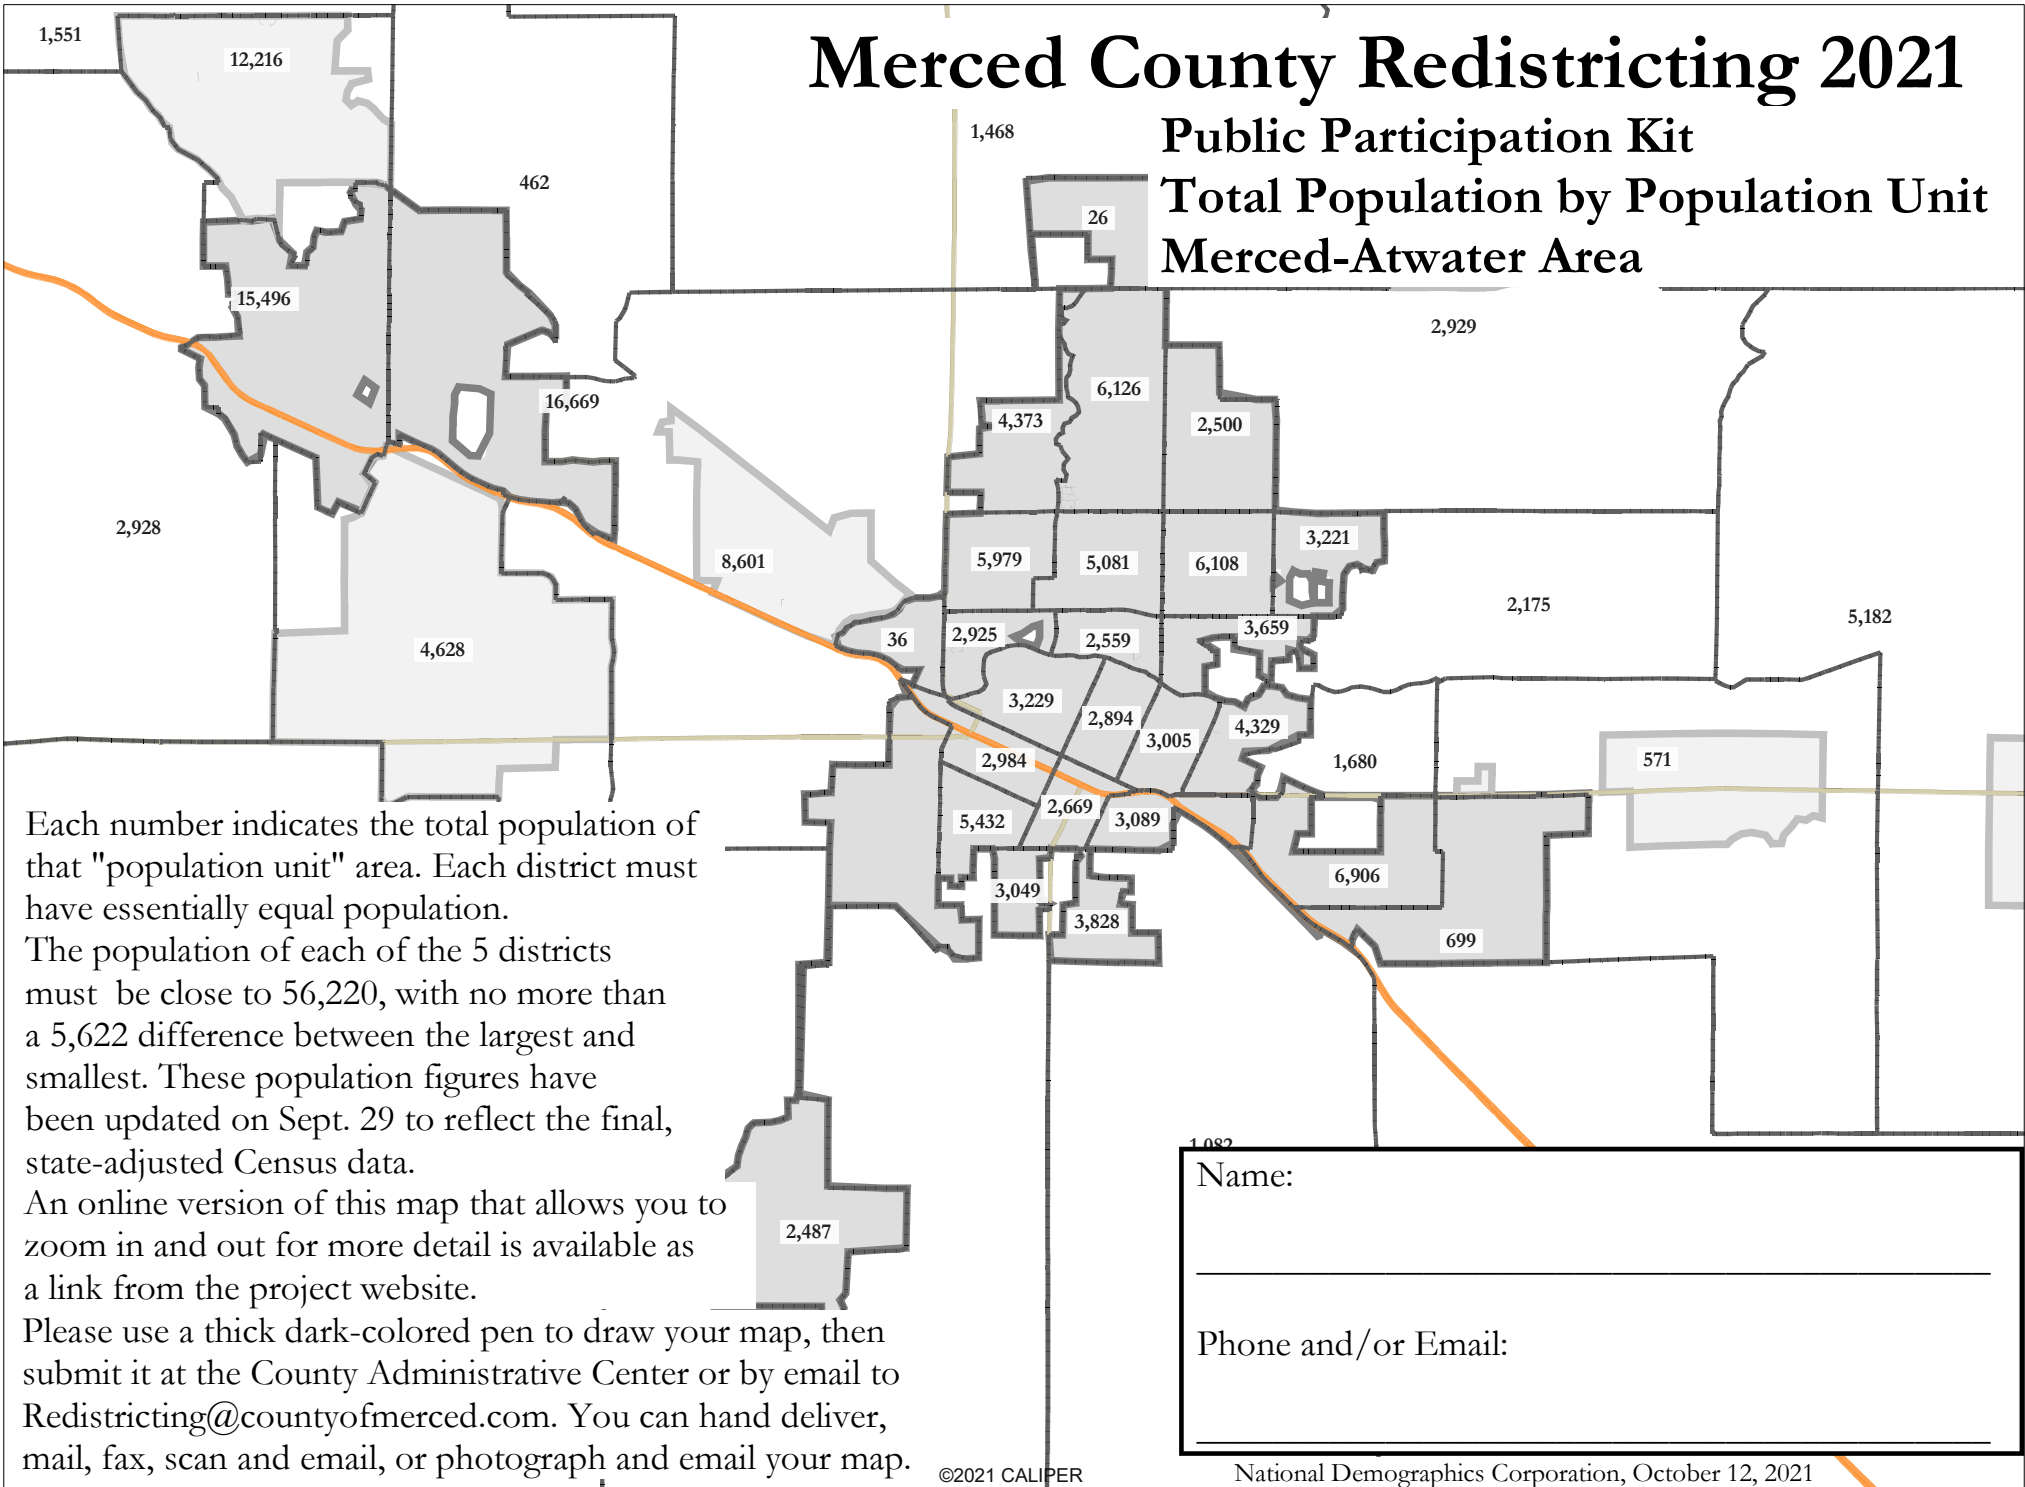 Merced County Redistricting 2021
Public Participation Kit
Total Population by Population Unit
Merced-Atwater Area
1,551
12,216
1,468
462
26
15,496
2,929
16,669
6,126
4,373
2,500
2,928
8,601
5,979
5,081
6,108
3,221
2,175
5,182
4,628
36
2,925
2,559
3,659
3,229
2,894
3,005
4,329
2,984
1,680
571
2,669
5,432
3,089
6,906
3,049
3,828
699
1,082
2,487
Each number indicates the total population of
that "population unit" area. Each district must
have essentially equal population.
The population of each of the 5 districts
must be close to 56,220, with no more than
a 5,622 difference between the largest and
smallest. These population figures have
been updated on Sept. 29 to reflect the final,
state-adjusted Census data.
An online version of this map that allows you to
zoom in and out for more detail is available as
a link from the project website.
Please use a thick dark-colored pen to draw your map, then
submit it at the County Administrative Center or by email to
Redistricting@countyofmerced.com. You can hand deliver,
mail, fax, scan and email, or photograph and email your map.
Name:
Phone and/or Email:
©2021 CALIPER
National Demographics Corporation, October 12, 2021